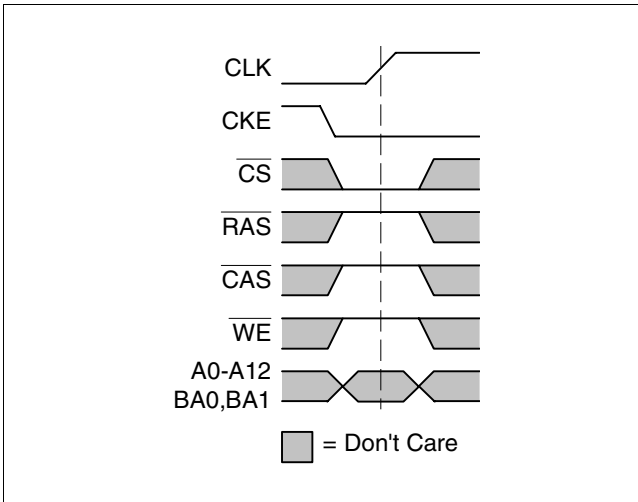 CLK
CKE
CS
RAS
CAS
WE
A0-A12
BA0,BA1
= Don't Care